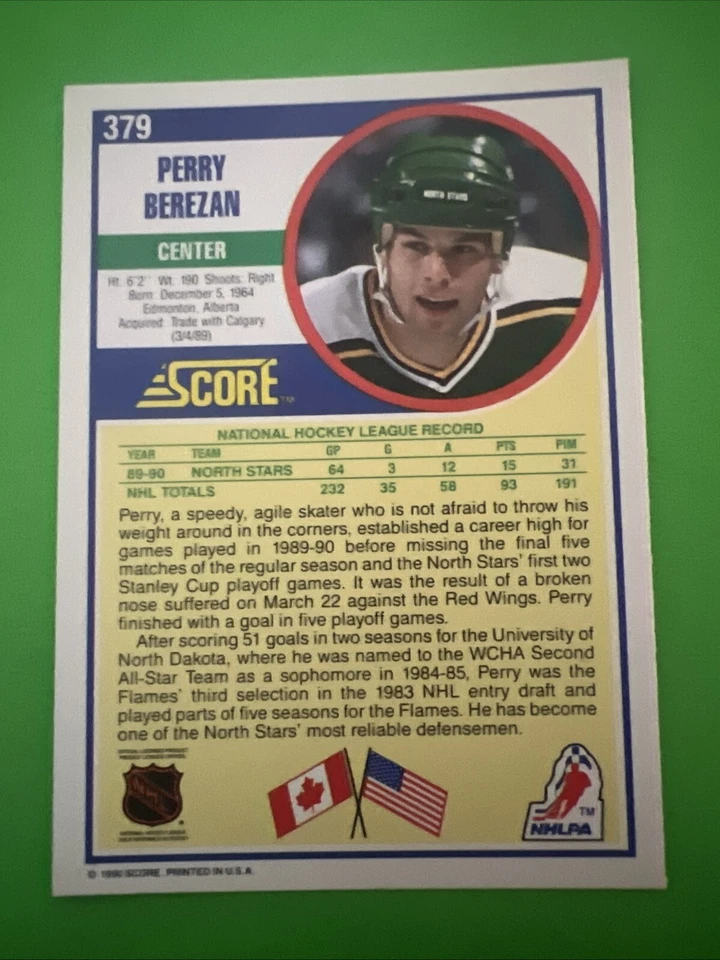 379
PERRY
BEREZAN
CENTER
Ht. 6'2" Wt. 190 Shoots: Right
Born: December 5, 1964
Edmonton, Alberta
Acquired: Trade with Calgary
(3/4/89)
NORTH STARS
SCORE TM
NATIONAL HOCKEY LEAGUE RECORD
YEAR TEAM GP G A PTS PIM
89-90 NORTH STARS 64 3 12 15 31
NHL TOTALS 232 35 58 93 191
Perry, a speedy, agile skater who is not afraid to throw his
weight around in the corners, established a career high for
games played in 1989-90 before missing the final five
matches of the regular season and the North Stars' first two
Stanley Cup playoff games. It was the result of a broken
nose suffered on March 22 against the Red Wings. Perry
finished with a goal in five playoff games.
After scoring 51 goals in two seasons for the University of
North Dakota, where he was named to the WCHA Second
All-Star Team as a sophomore in 1984-85, Perry was the
Flames' third selection in the 1983 NHL entry draft and
played parts of five seasons for the Flames. He has become
one of the North Stars' most reliable defensemen.
NHL
TM
NHLPA
© 1990 SCORE. PRINTED IN U.S.A.